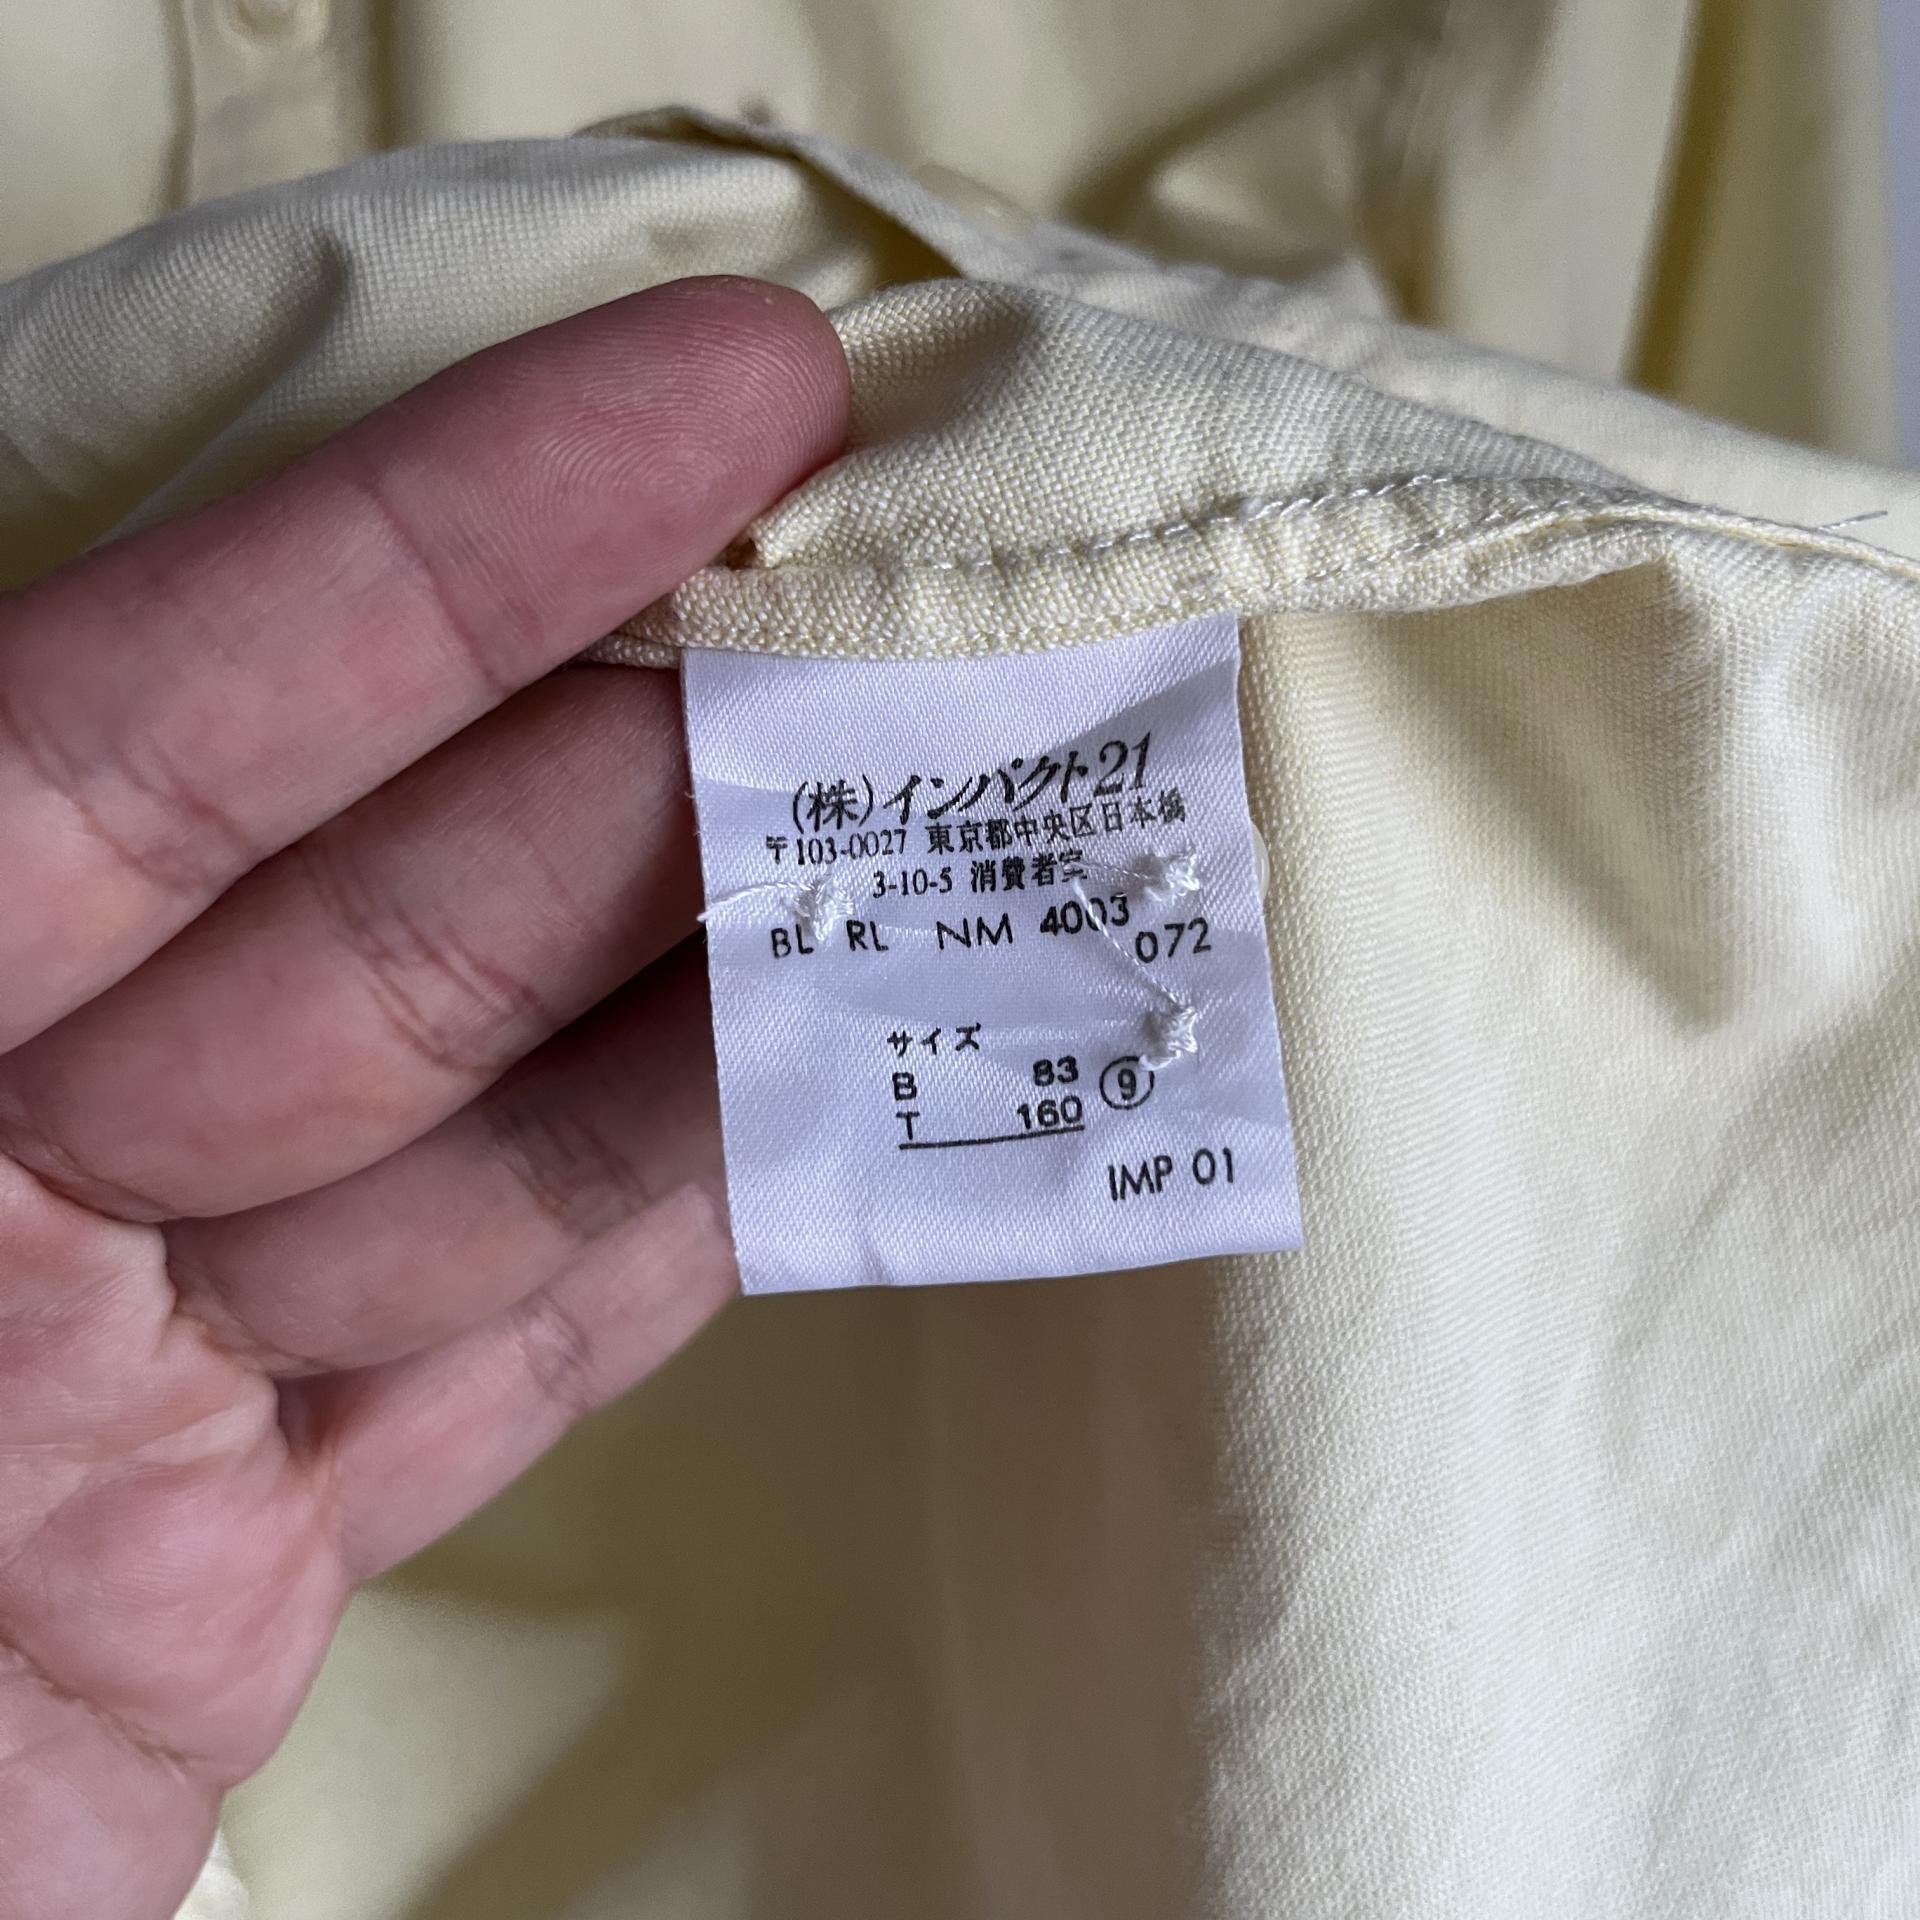 (株)インパクト21
〒103-0027 東京都中央区日本橋
3-10-5 消費者室
BL RL NM 4003
072
サイズ
B 83 ⑨
T 160
IMP 01